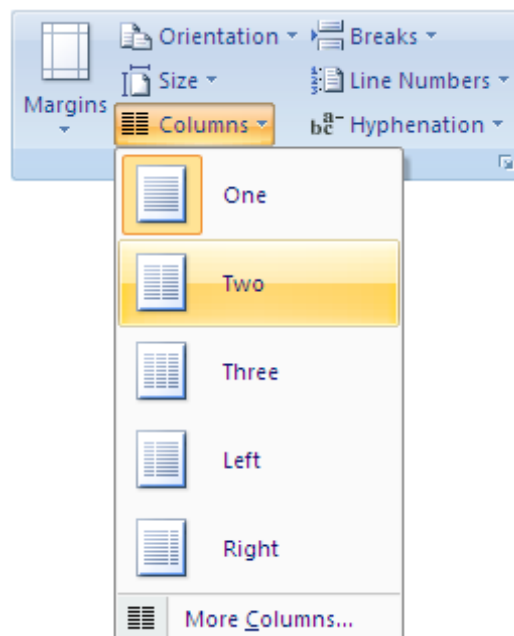 Orientation Breaks
Size Line Numbers
Margins
Columns Hyphenation
One
Two
Three
Left
Right
More Columns...